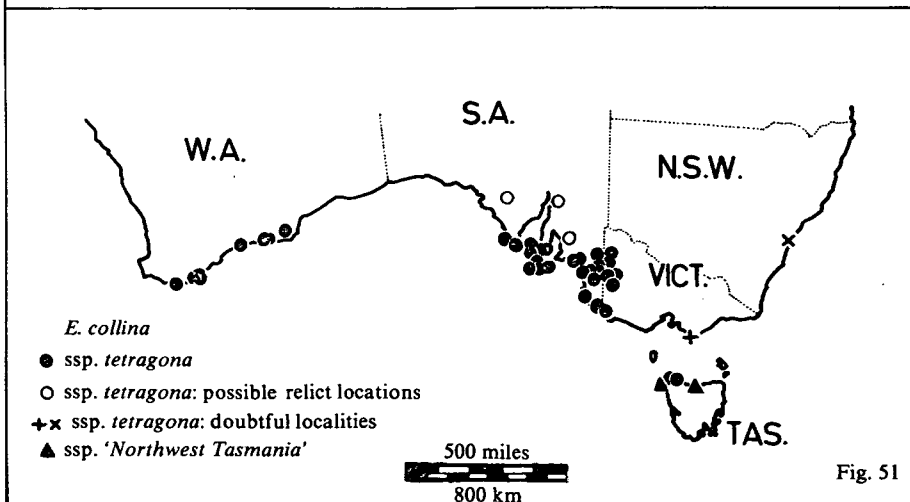 S.A.
W.A.
N.S.W.
VICT.
E. collina
ssp. tetragona
ssp. tetragona: possible relict locations
ssp. tetragona: doubtful localities
ssp. 'Northwest Tasmania'
TAS.
500 miles
800 km
Fig. 51